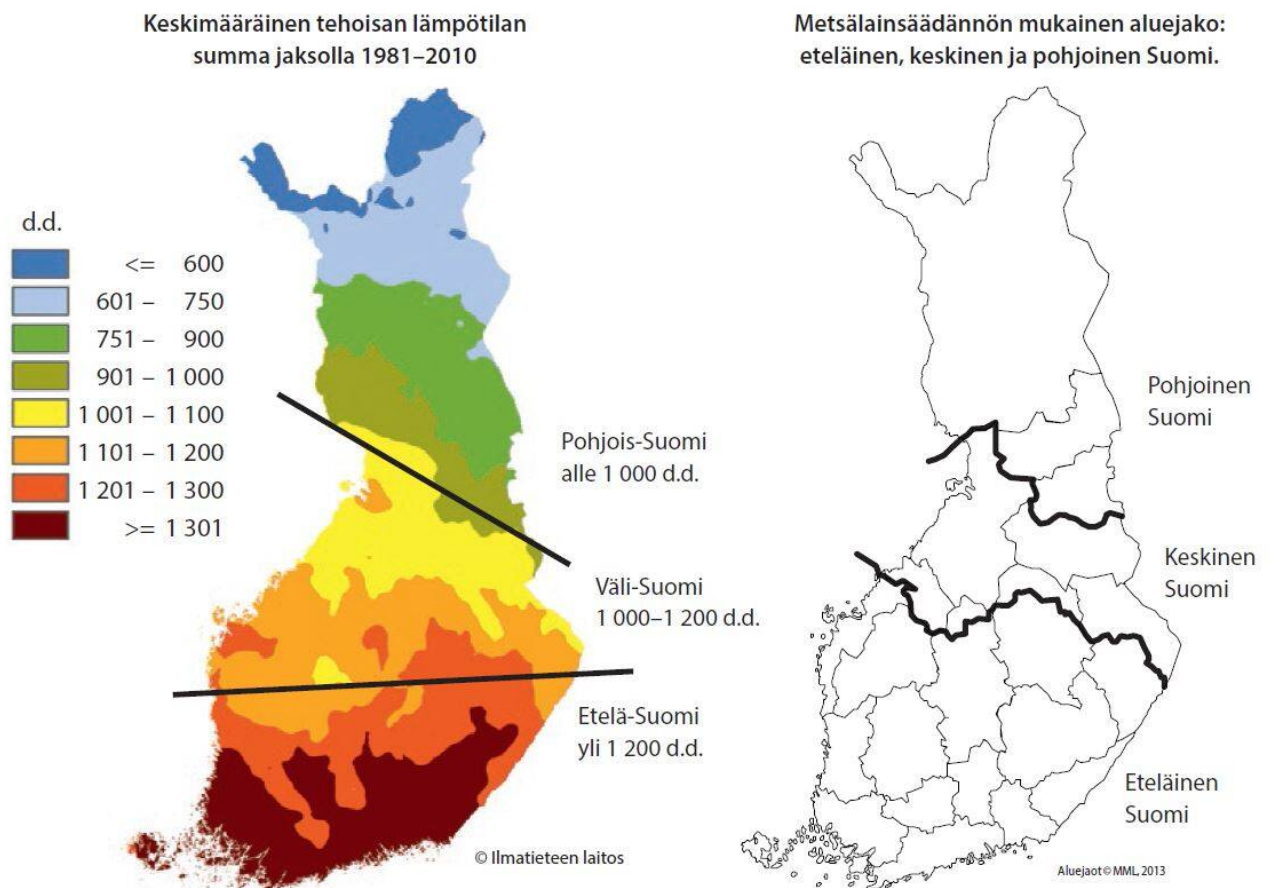 Keskimääräinen tehoisan lämpötilan
summa jaksolla 1981–2010
d.d.
<= 600
601 – 750
751 – 900
901 – 1 000
1 001 – 1 100
1101 – 1 200
1 201 – 1 300
>= 1 301
Pohjois-Suomi
alle 1 000 d.d.
Väli-Suomi
1 000–1 200 d.d.
Etelä-Suomi
yli 1 200 d.d.
© Ilmatieteen laitos
Metsälainsäädännön mukainen aluejako:
eteläinen, keskinen ja pohjoinen Suomi.
Pohjoinen
Suomi
Keskinen
Suomi
Eteläinen
Suomi
Aluejaot © MML, 2013